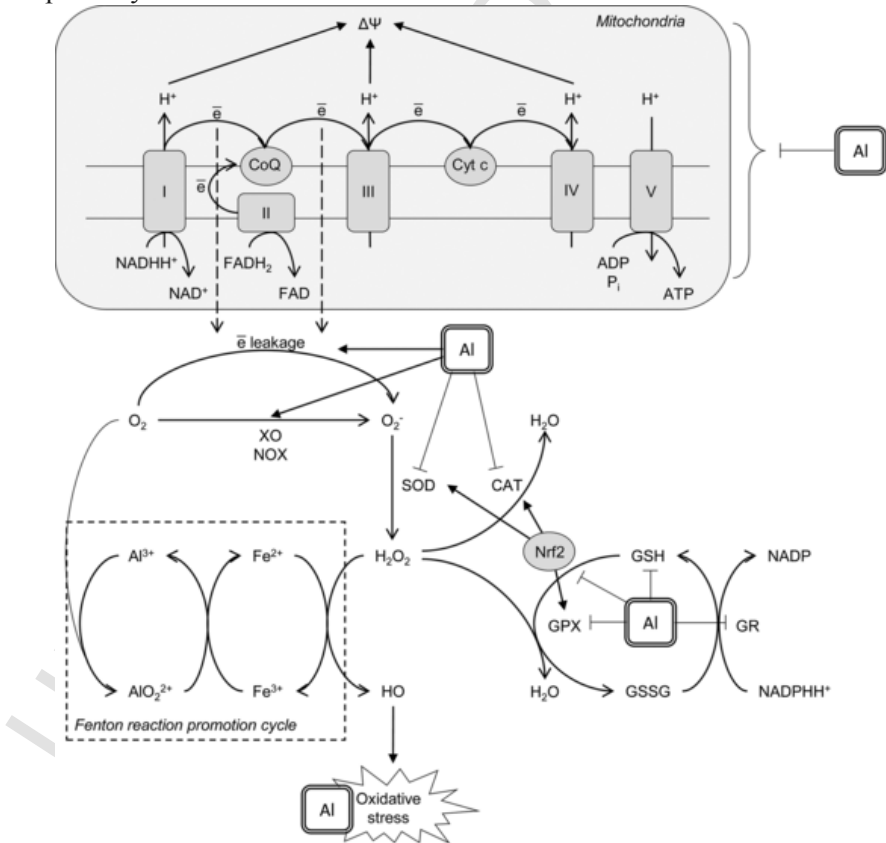 Mitochondria
ΔΨ
H⁺ H⁺ H⁺ H⁺
e̅ e̅ e̅ e̅
Al
CoQ Cyt c
I III IV V
e̅ II
NADHH⁺ FADH₂ ADP
Pᵢ
NAD⁺ FAD ATP
e̅ leakage Al
O₂ O₂⁻ H₂O
XO
NOX
SOD CAT
Al³⁺ Fe²⁺ H₂O₂ Nrf2 GSH NADP
GPX Al GR
AlO₂²⁺ Fe³⁺ HO H₂O GSSG NADPHH⁺
Fenton reaction promotion cycle
Al Oxidative
stress